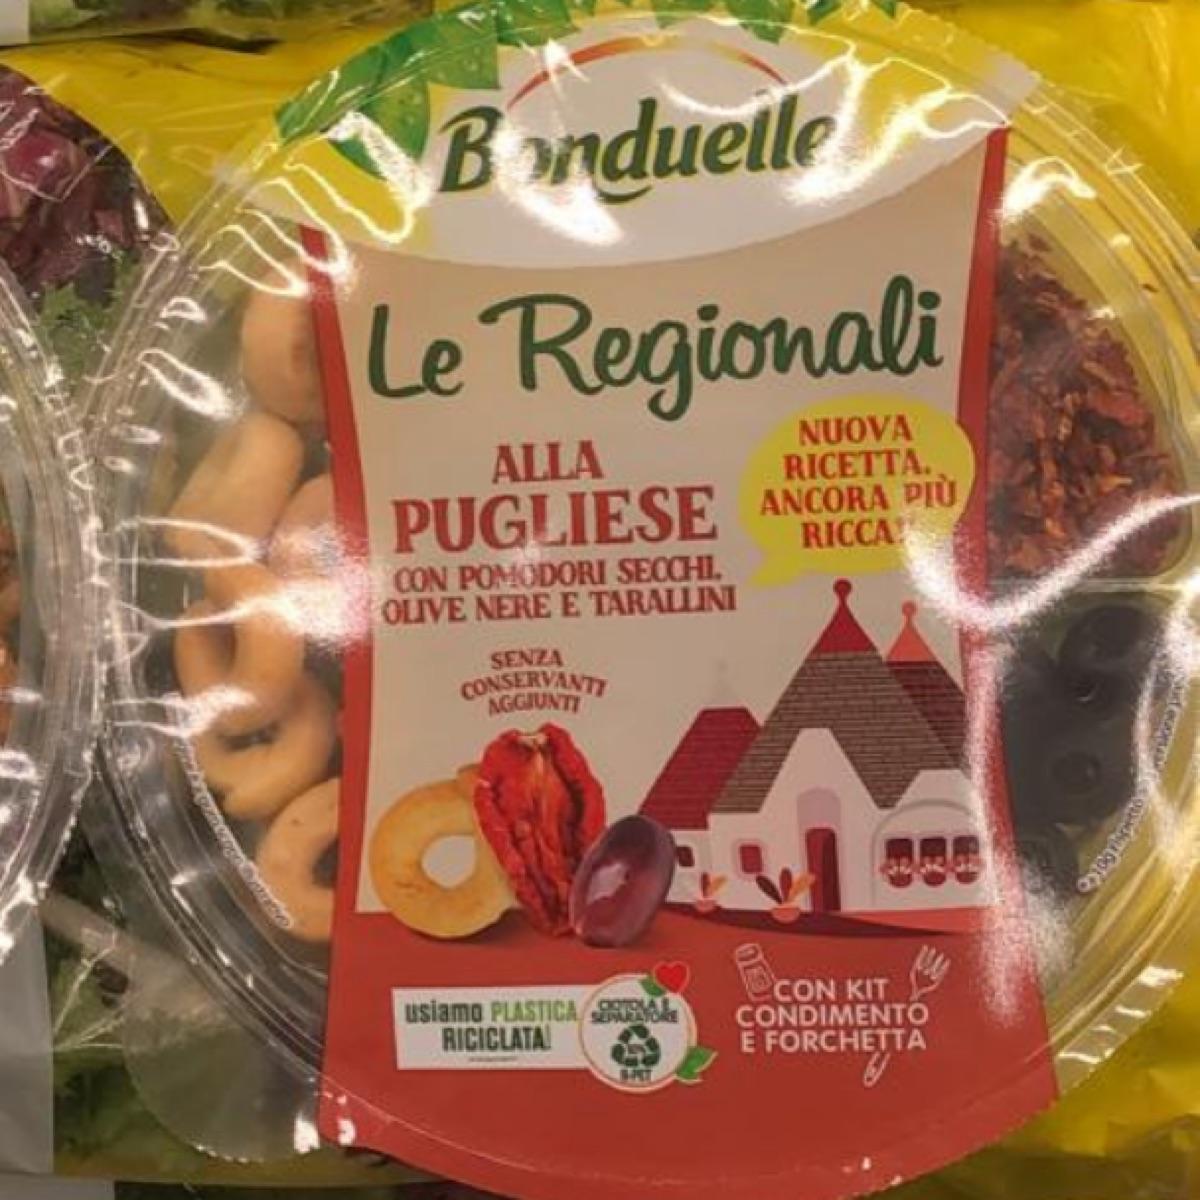 Bonduelle
Le Regionali
ALLA
PUGLIESE
CON POMODORI SECCHI,
OLIVE NERE E TARALLINI
NUOVA
RICETTA.
ANCORA PIÙ
RICCA!
SENZA
CONSERVANTI
AGGIUNTI
usiamo PLASTICA
RICICLATA!
CIOTOLA E
SEPARATORE
R-PET
CON KIT
CONDIMENTO
E FORCHETTA